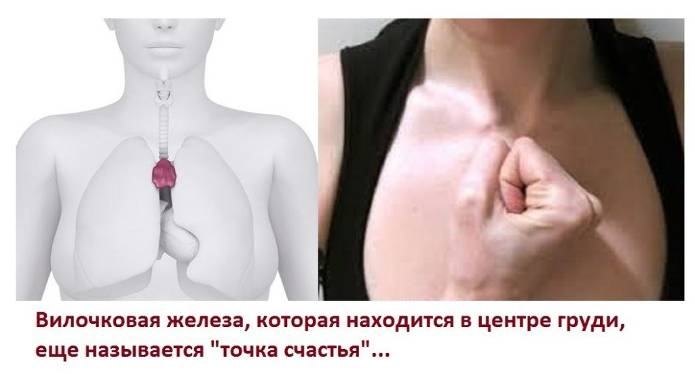 Вилочковая железа, которая находится в центре груди,
еще называется "точка счастья"...